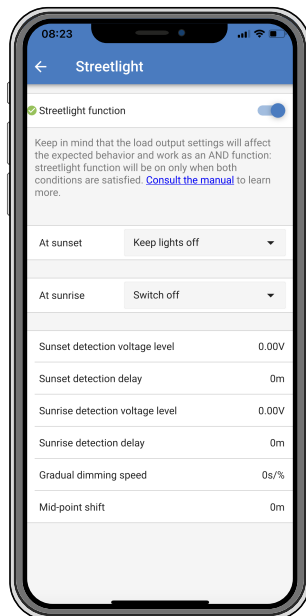 08:23
Streetlight
Streetlight function
Keep in mind that the load output settings will affect
the expected behavior and work as an AND function:
streetlight function will be on only when both
conditions are satisfied. Consult the manual to learn
more.
At sunset Keep lights off
At sunrise Switch off
Sunset detection voltage level 0.00V
Sunset detection delay 0m
Sunrise detection voltage level 0.00V
Sunrise detection delay 0m
Gradual dimming speed 0s/%
Mid-point shift 0m